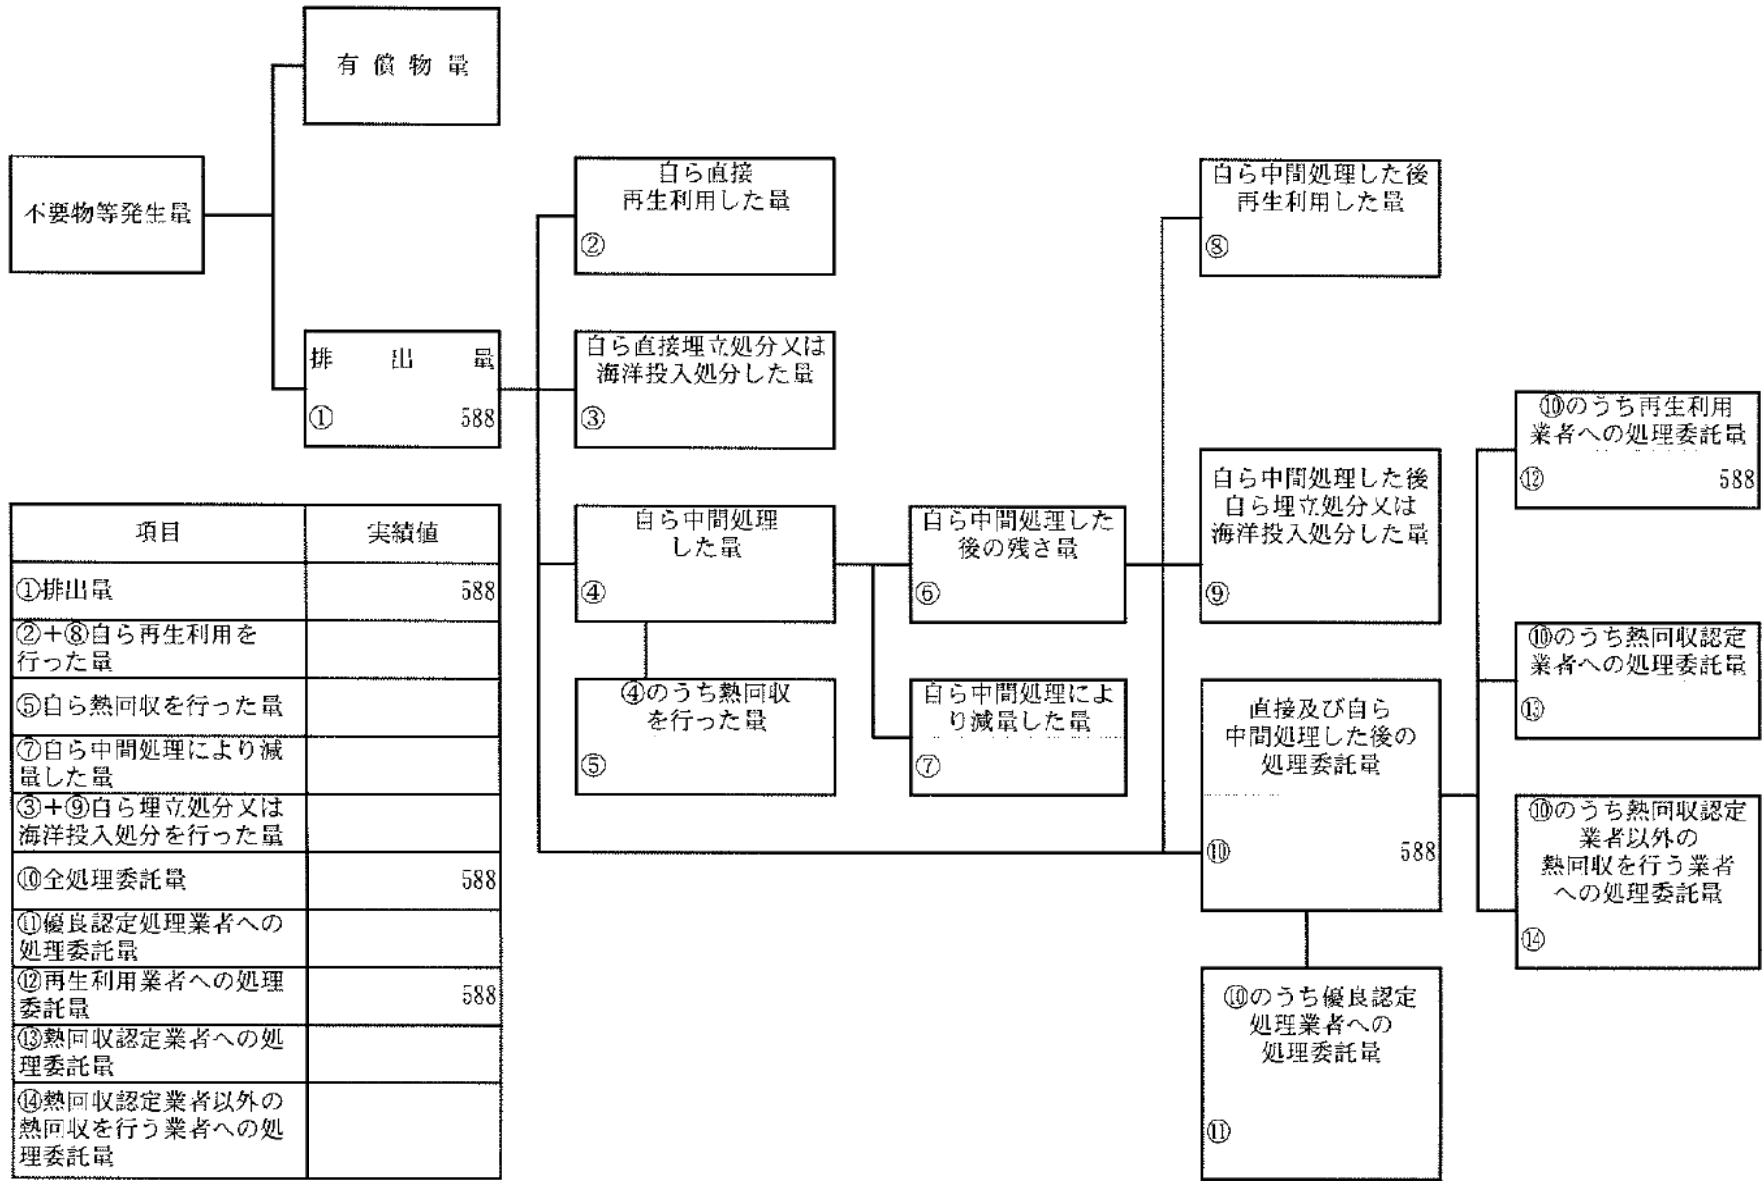 有償物量
不要物等発生量
排出量
① 588
自ら直接
再生利用した量
②
自ら直接埋立処分又は
海洋投入処分した量
③
自ら中間処理
した量
④
④のうち熱回収
を行った量
⑤
自ら中間処理した
後の残さ量
⑥
自ら中間処理によ
り減量した量
⑦
自ら中間処理した後
再生利用した量
⑧
自ら中間処理した後
自ら埋立処分又は
海洋投入処分した量
⑨
直接及び自ら
中間処理した後の
処理委託量
⑩ 588
⑩のうち優良認定
処理業者への
処理委託量
⑪
⑩のうち再生利用
業者への処理委託量
⑫ 588
⑩のうち熱回収認定
業者への処理委託量
⑬
⑩のうち熱回収認定
業者以外の
熱回収を行う業者
への処理委託量
⑭
項目 実績値
①排出量 588
②+⑧自ら再生利用を
行った量
⑤自ら熱回収を行った量
⑦自ら中間処理により減
量した量
③+⑨自ら埋立処分又は
海洋投入処分を行った量
⑩全処理委託量 588
⑪優良認定処理業者への
処理委託量
⑫再生利用業者への処理
委託量 588
⑬熱回収認定業者への処
理委託量
⑭熱回収認定業者以外の
熱回収を行う業者への処
理委託量